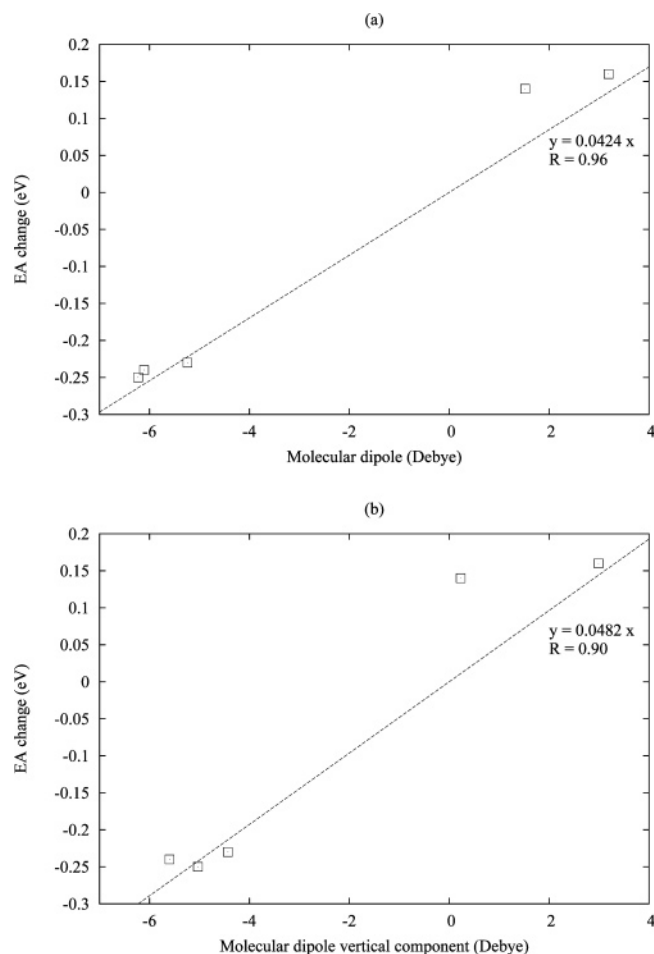 (a)
0.2
0.15
0.1
0.05
0
-0.05
-0.1
-0.15
-0.2
-0.25
-0.3
EA change (eV)
y = 0.0424 x
R = 0.96
-6 -4 -2 0 2 4
Molecular dipole (Debye)
(b)
0.2
0.15
0.1
0.05
0
-0.05
-0.1
-0.15
-0.2
-0.25
-0.3
EA change (eV)
y = 0.0482 x
R = 0.90
-6 -4 -2 0 2 4
Molecular dipole vertical component (Debye)